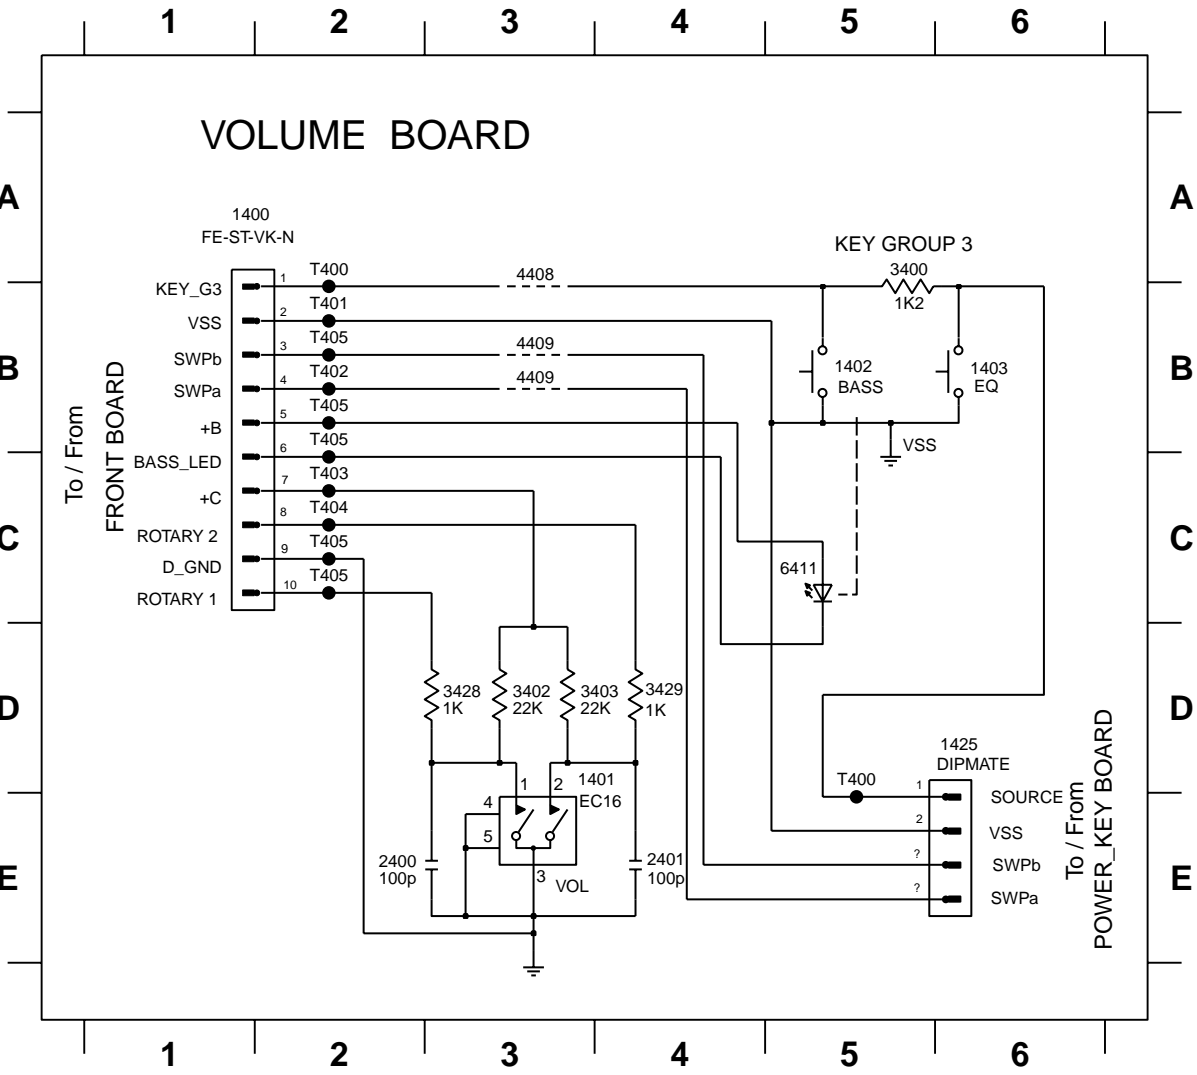 1 2 3 4 5 6
VOLUME BOARD
A A
1400
FE-ST-VK-N
KEY GROUP 3
KEY_G3 1 T400 4408 3400
1K2
VSS 2 T401
SWPb 3 T405 4409
SWPa 4 T402 4409
1402
BASS
1403
EQ
B B
+B 5 T405
VSS
BASS_LED 6 T405
+C 7 T403
ROTARY 2 8 T404
D_GND 9 T405
ROTARY 1 10 T405
To / From
FRONT BOARD
C C
6411
3428
1K
3402
22K
3403
22K
3429
1K
D D
1425
DIPMATE
T400
1 SOURCE
2 VSS
? SWPb
? SWPa
To / From
POWER_KEY BOARD
1 2 1401
EC16
4
5
3 VOL
2400
100p
2401
100p
E E
1 2 3 4 5 6